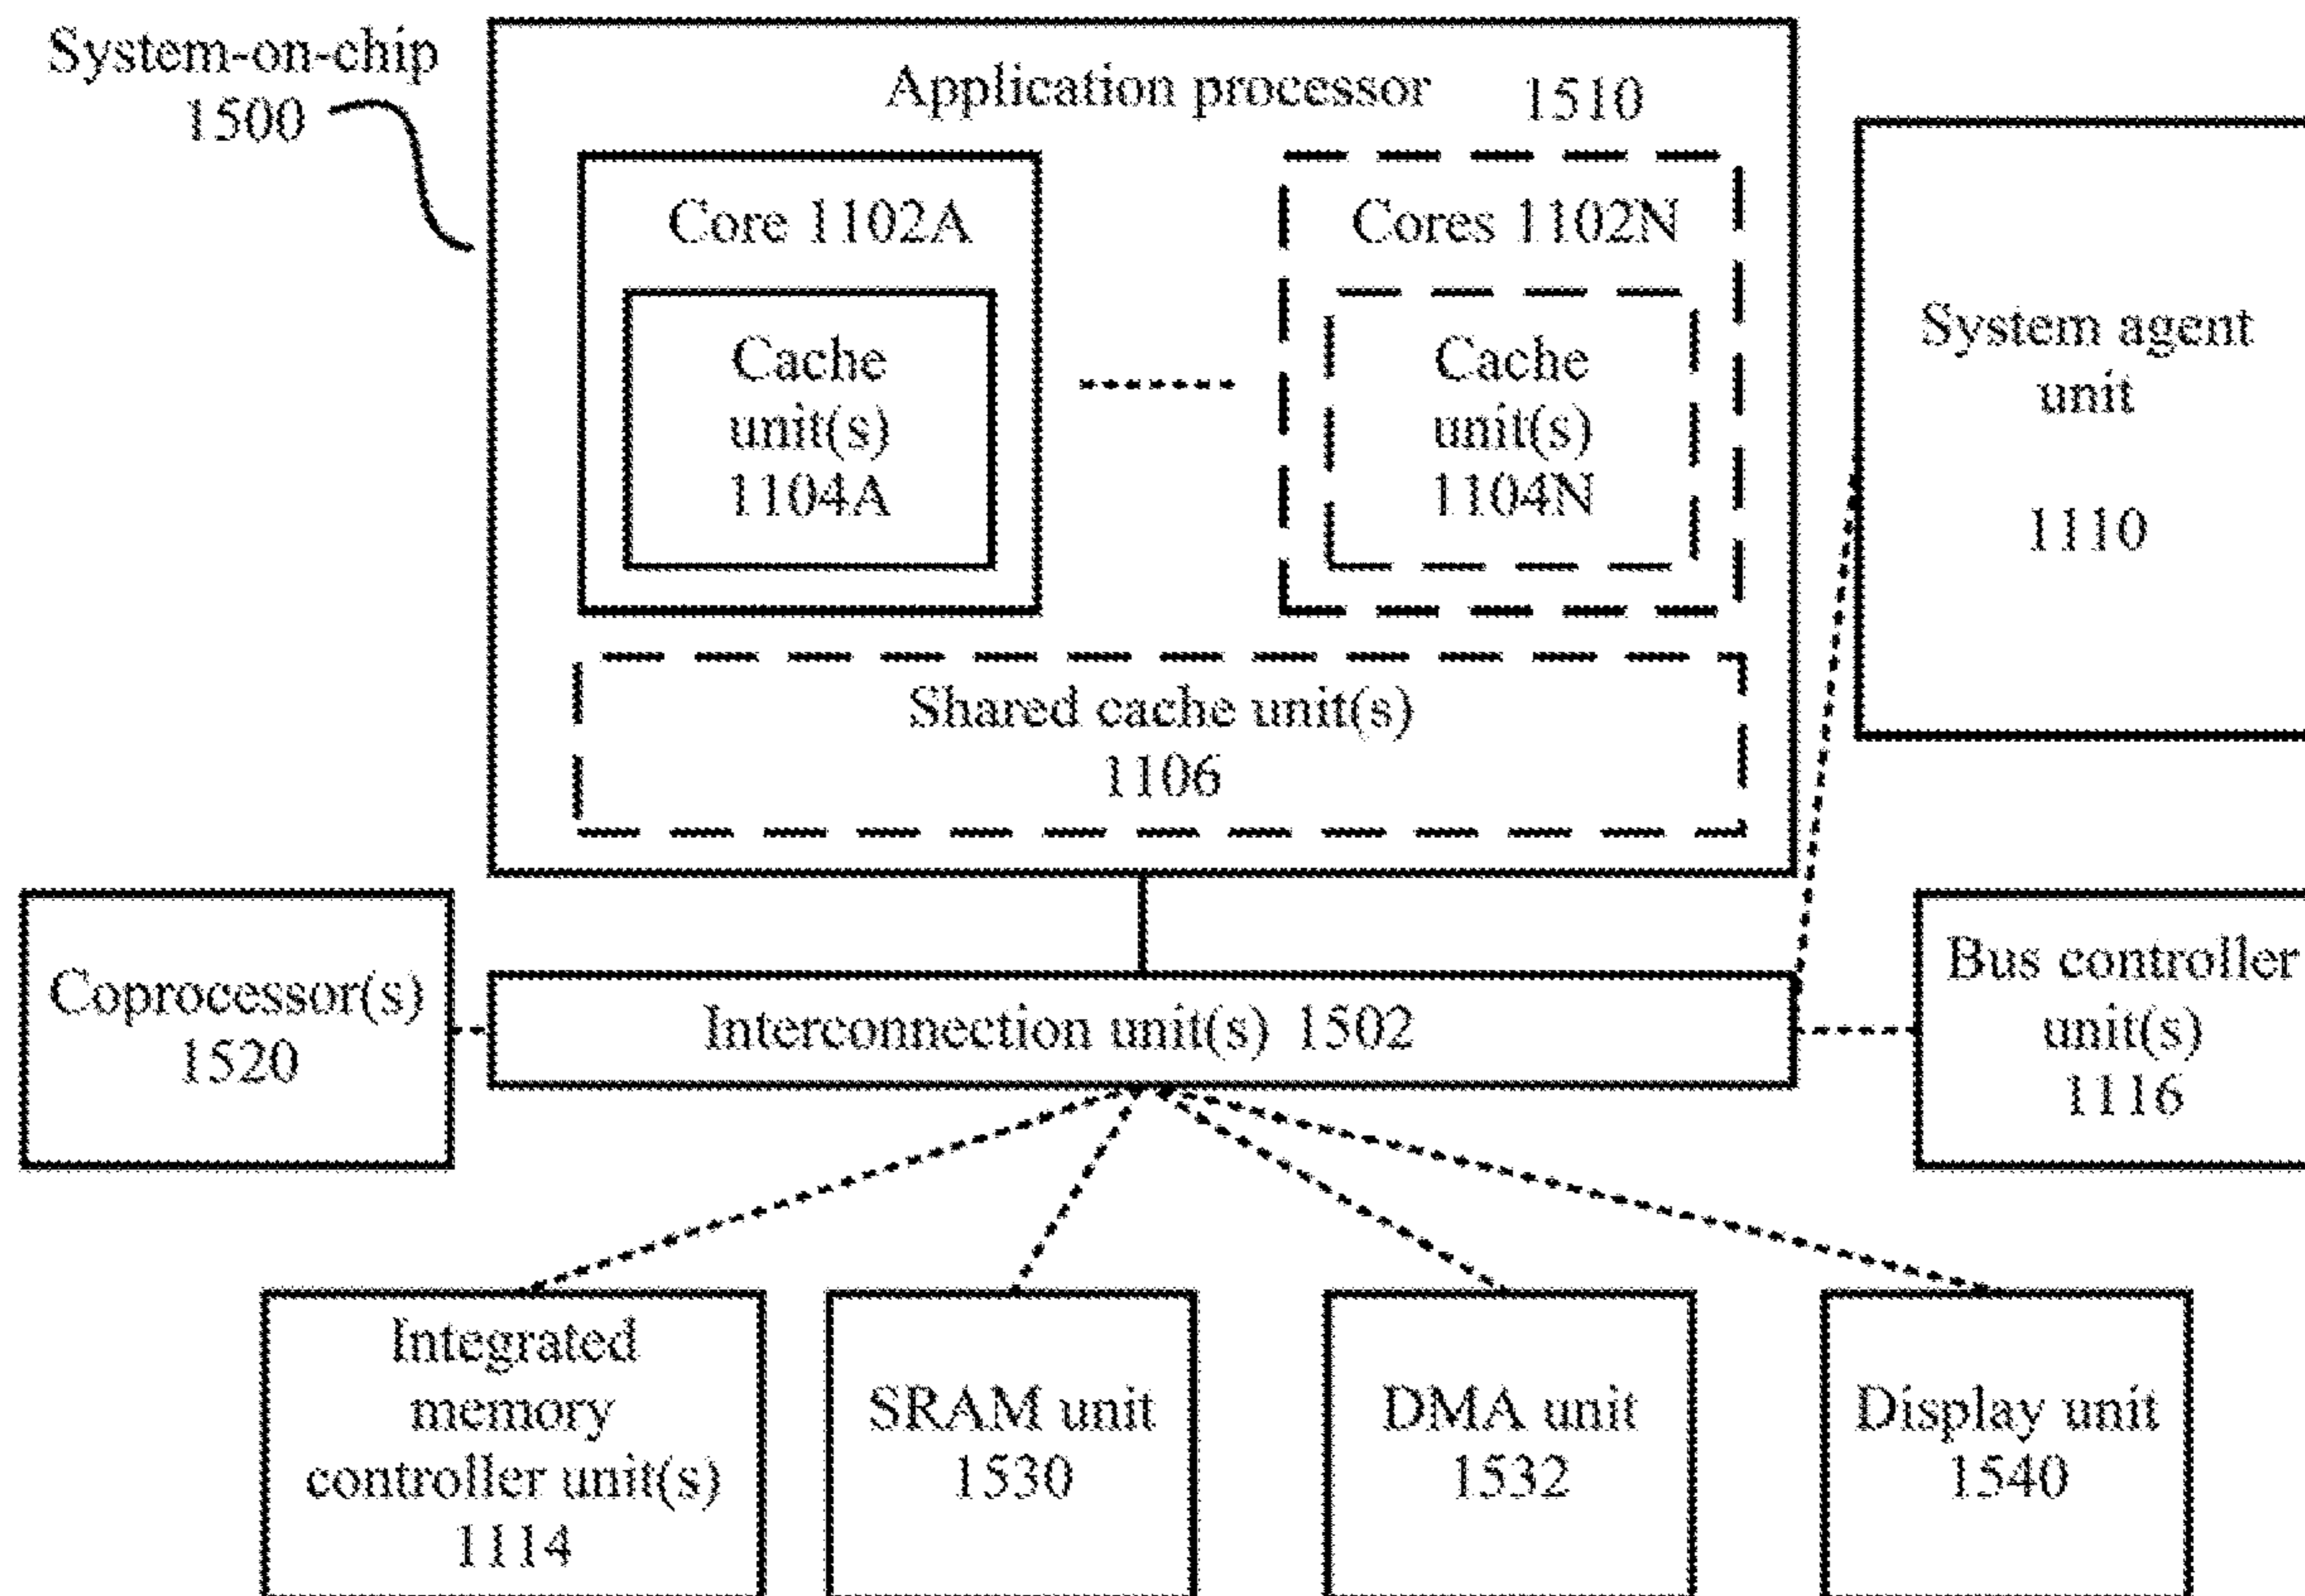 System-on-chip
1500
Application processor 1510
Core 1102A
Cache
unit(s)
1104A
Cores 1102N
Cache
unit(s)
1104N
Shared cache unit(s)
1106
System agent
unit
1110
Coprocessor(s)
1520
Interconnection unit(s) 1502
Bus controller
unit(s)
1116
Integrated
memory
controller unit(s)
1114
SRAM unit
1530
DMA unit
1532
Display unit
1540